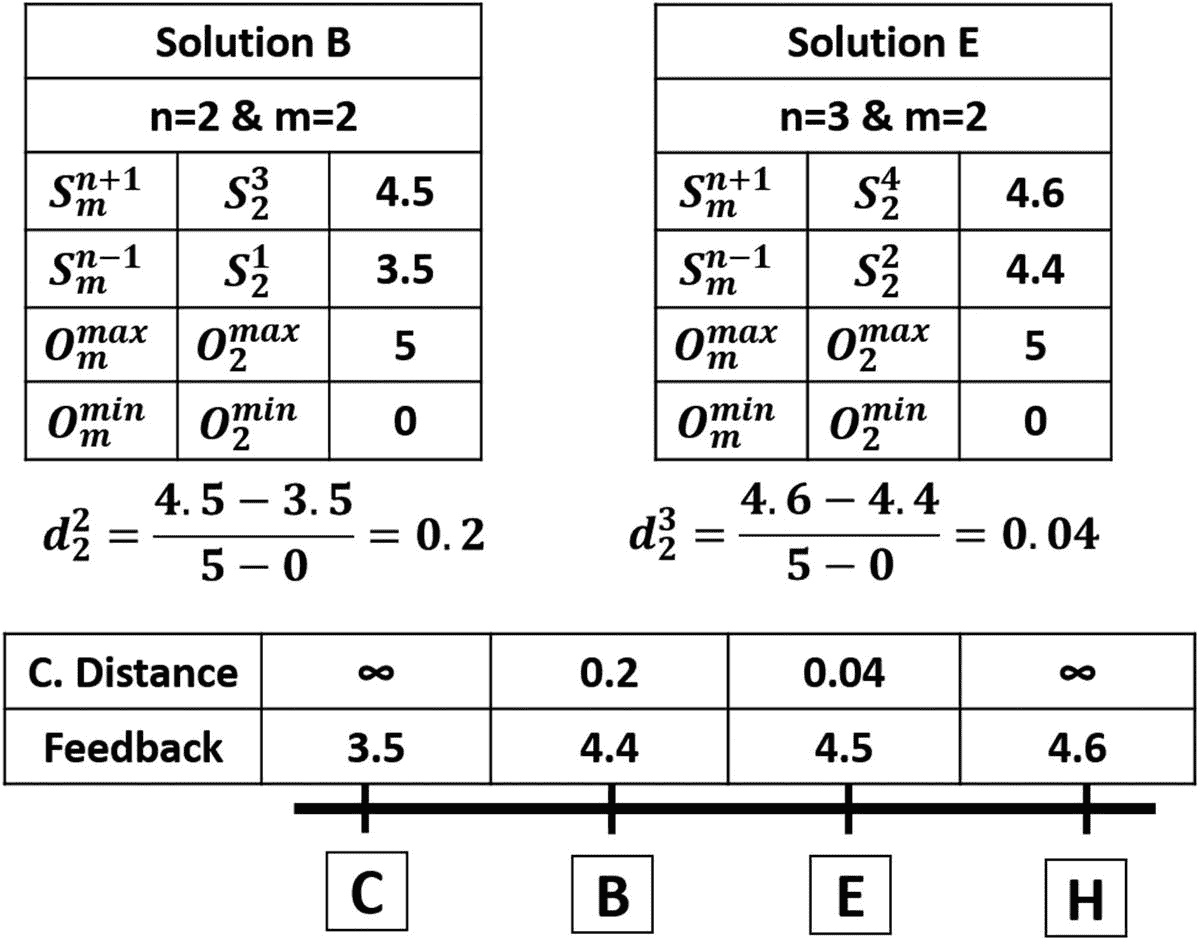 Solution B
n=2 & m=2
S_m^{n+1} S_2^3 4.5
S_m^{n-1} S_2^1 3.5
O_m^{max} O_2^{max} 5
O_m^{min} O_2^{min} 0
d_2^2 = \frac{4.5 - 3.5}{5 - 0} = 0.2
Solution E
n=3 & m=2
S_m^{n+1} S_2^4 4.6
S_m^{n-1} S_2^2 4.4
O_m^{max} O_2^{max} 5
O_m^{min} O_2^{min} 0
d_2^3 = \frac{4.6 - 4.4}{5 - 0} = 0.04
C. Distance ∞ 0.2 0.04 ∞
Feedback 3.5 4.4 4.5 4.6
C B E H